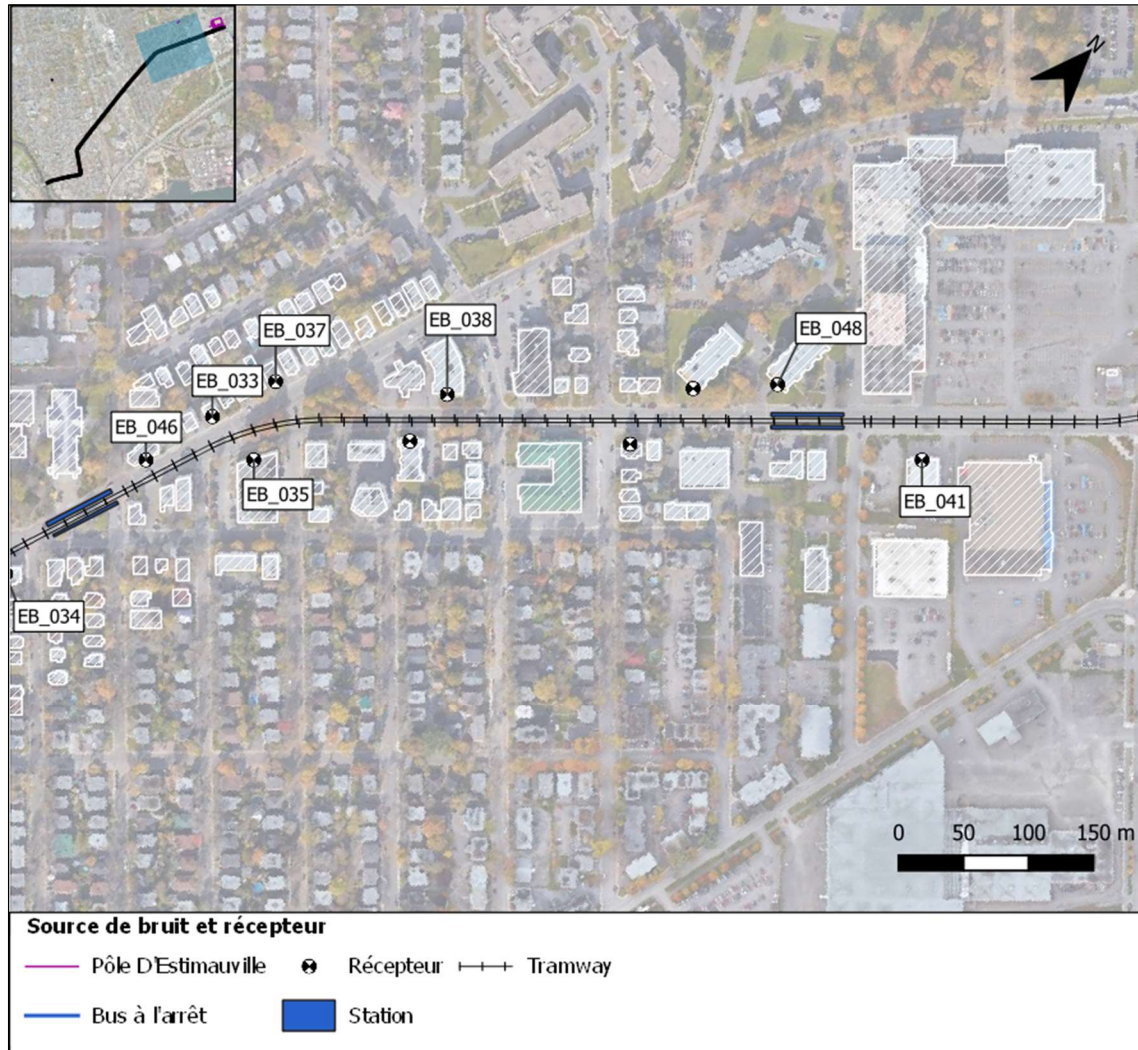 N
EB_037
EB_038
EB_048
EB_033
EB_046
EB_035
EB_041
EB_034
0 50 100 150 m
Source de bruit et récepteur
Pôle D'Estimauville Récepteur Tramway
Bus à l'arrêt Station